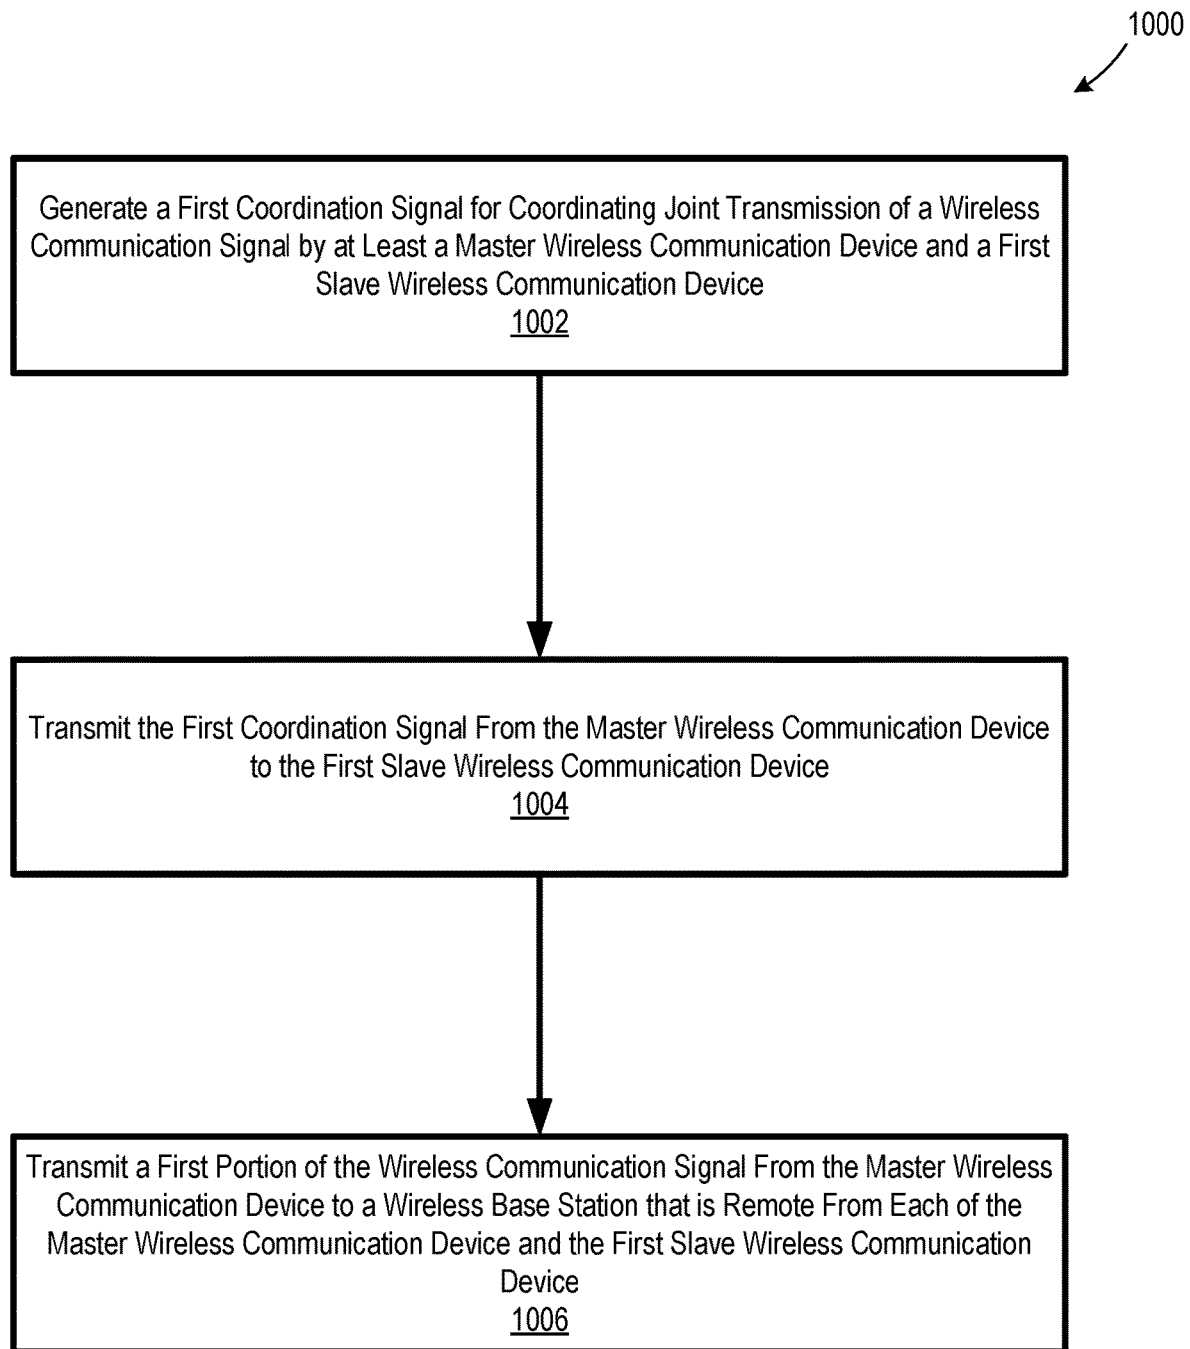 1000
Generate a First Coordination Signal for Coordinating Joint Transmission of a Wireless
Communication Signal by at Least a Master Wireless Communication Device and a First
Slave Wireless Communication Device
1002
Transmit the First Coordination Signal From the Master Wireless Communication Device
to the First Slave Wireless Communication Device
1004
Transmit a First Portion of the Wireless Communication Signal From the Master Wireless
Communication Device to a Wireless Base Station that is Remote From Each of the
Master Wireless Communication Device and the First Slave Wireless Communication
Device
1006